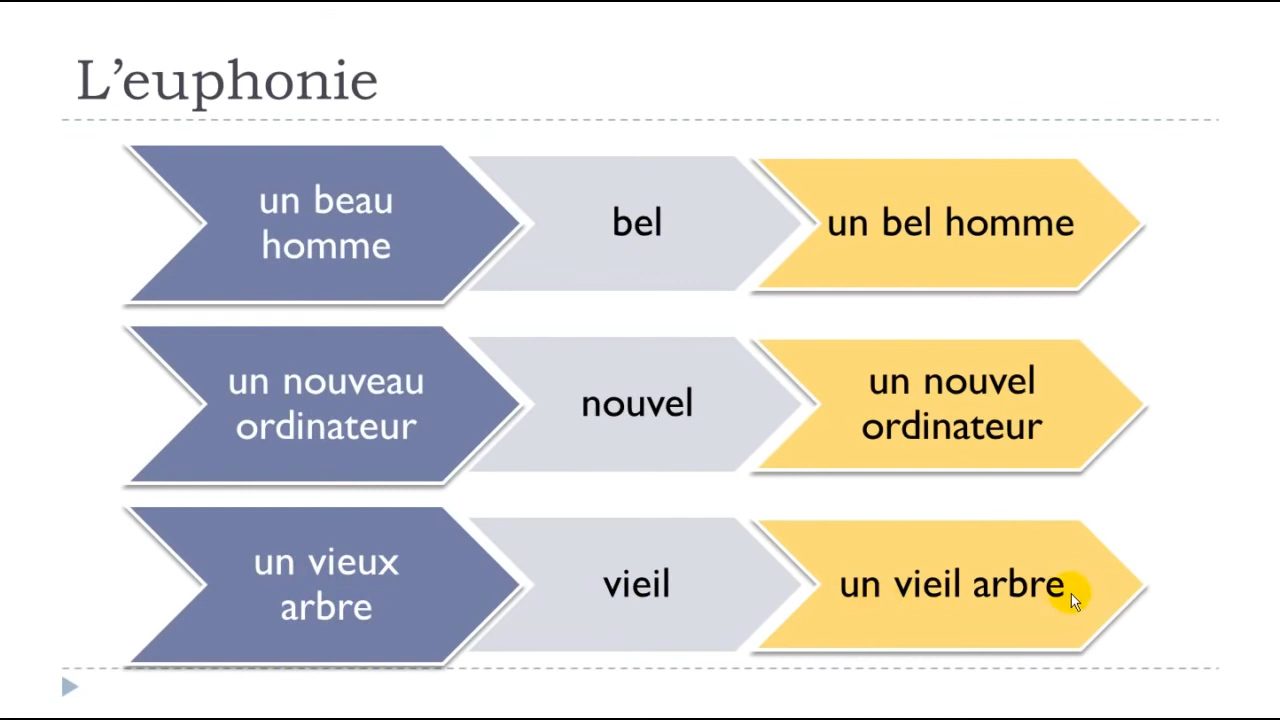 L’euphonie
un beau
homme
bel
un bel homme
un nouveau
ordinateur
nouvel
un nouvel
ordinateur
un vieux
arbre
vieil
un vieil arbre